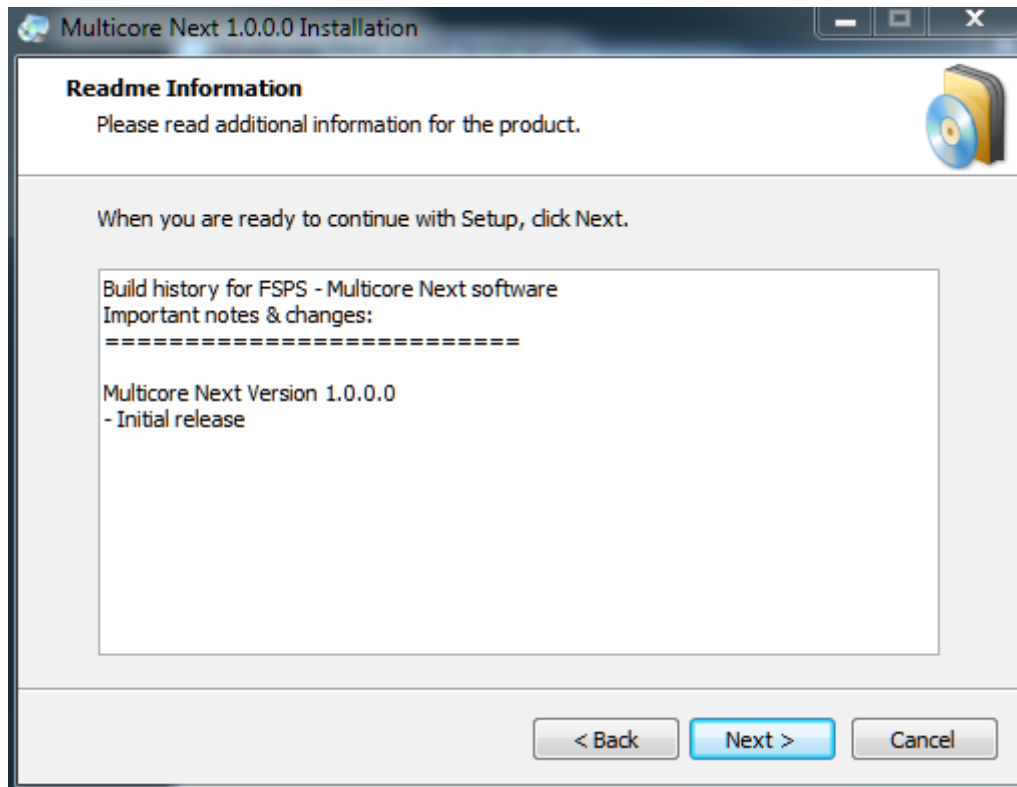 Multicore Next 1.0.0.0 Installation
Readme Information
Please read additional information for the product.
When you are ready to continue with Setup, click Next.
Build history for FSPS - Multicore Next software
Important notes & changes:
==========================
Multicore Next Version 1.0.0.0
- Initial release
< Back
Next >
Cancel